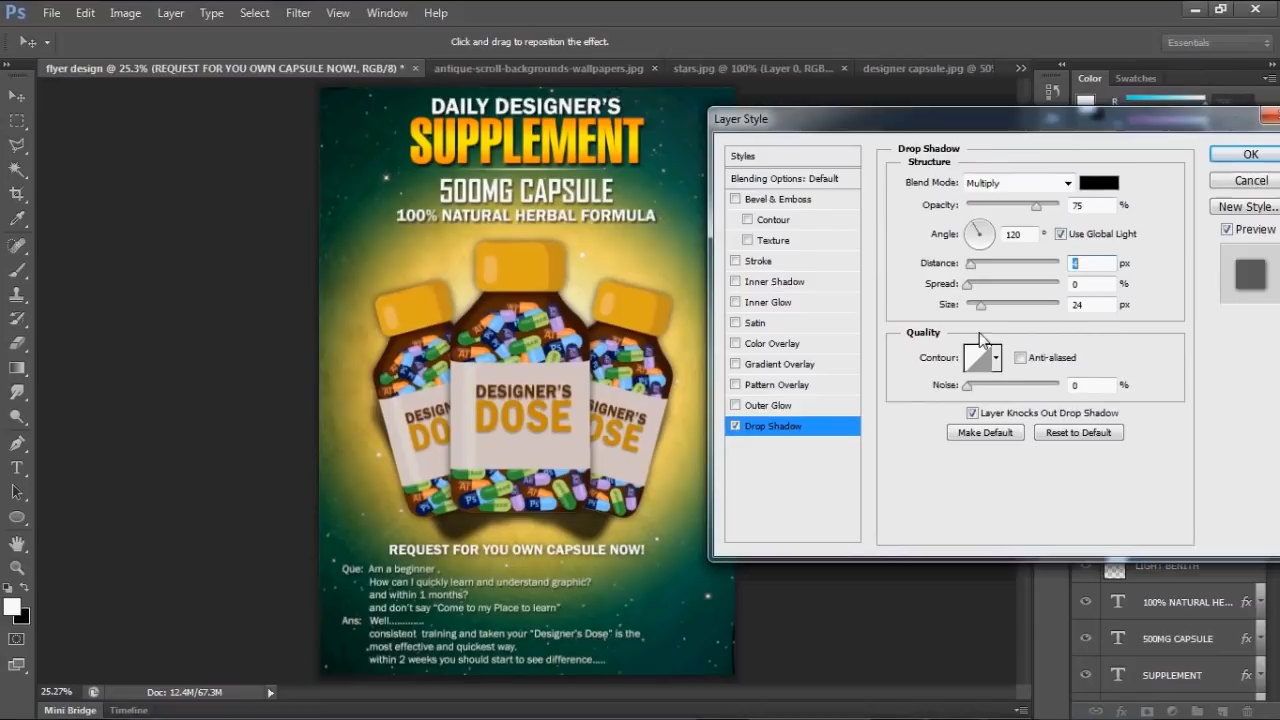 Ps File Edit Image Layer Type Select Filter View Window Help
Click and drag to reposition the effect.
Essentials
flyer design @ 25.3% (REQUEST FOR YOU OWN CAPSULE NOW!, RGB/8) *
antique-scroll-backgrounds-wallpapers.jpg
stars.jpg @ 100% (Layer 0, RGB...
designer capsule.jpg @ 50%
Color Swatches
R
DAILY DESIGNER'S
SUPPLEMENT
500MG CAPSULE
100% NATURAL HERBAL FORMULA
DESIGNER'S
DOSE
REQUEST FOR YOU OWN CAPSULE NOW!
Que: Am a beginner .
How can I quickly learn and understand graphic?
and within 1 months?
and don't say "Come to my Place to learn"
Ans: Well............
consistent training and taken your "Designer's Dose" is the
most effective and quickest way.
within 2 weeks you should start to see difference.....
Layer Style
Styles
Blending Options: Default
Bevel & Emboss
Contour
Texture
Stroke
Inner Shadow
Inner Glow
Satin
Color Overlay
Gradient Overlay
Pattern Overlay
Outer Glow
Drop Shadow
Drop Shadow
Structure
Blend Mode: Multiply
Opacity: 75 %
Angle: 120 ° Use Global Light
Distance: 4 px
Spread: 0 %
Size: 24 px
Quality
Contour: Anti-aliased
Noise: 0 %
Layer Knocks Out Drop Shadow
Make Default Reset to Default
OK
Cancel
New Style...
Preview
LIGHT BENITH
T 100% NATURAL HE... fx
T 500MG CAPSULE fx
T SUPPLEMENT fx
25.27% Doc: 12.4M/67.3M
Mini Bridge Timeline